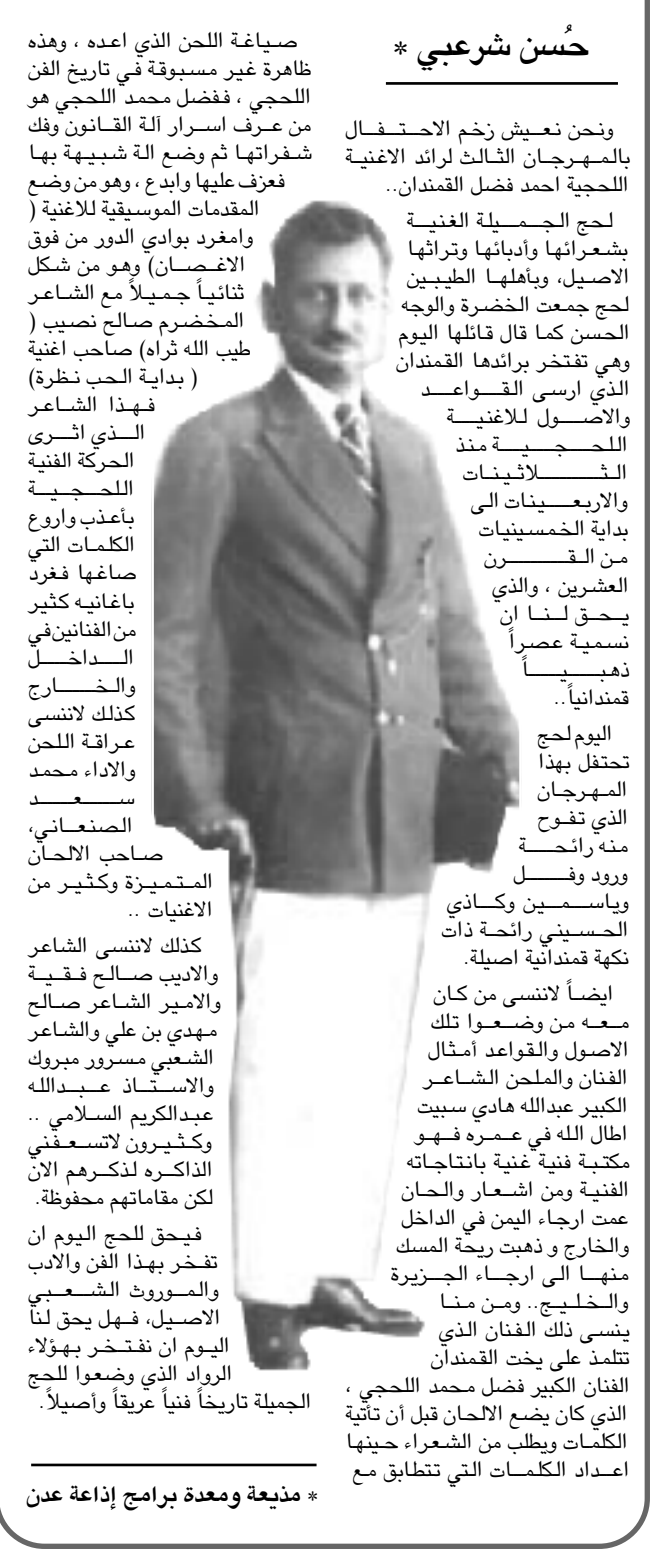 حُسن شرعبي *
ونحن نعيش زخم الاحتفال
بالمهرجان الثالث لرائد الاغنية
اللحجية احمد فضل القمندان..
لحج الجميلة الغنية
بشعرائها وأدبائها وتراثها
الاصيل، وبأهلها الطيبين
لحج جمعت الخضرة والوجه
الحسن كما قال قائلها اليوم
وهي تفتخر برائدها القمندان
الذي ارسى القواعد
والاصول للاغنية
اللحجية منذ
الثلاثينات
والاربعينات الى
بداية الخمسينيات
من القرن
العشرين ، والذي
يحق لنا ان
نسمية عصراً
ذهبياً
قمندانياً..
اليوم لحج
تحتفل بهذا
المهرجان
الذي تفوح
منه رائحة
ورود وفل
وياسمين وكاذي
الحسيني رائحة ذات
نكهة قمندانية اصيلة.
ايضاً لاننسى من كان
معه من وضعوا تلك
الاصول والقواعد أمثال
الفنان والملحن الشاعر
الكبير عبدالله هادي سبيت
اطال الله في عمره فهو
مكتبة فنية غنية بانتاجاته
الفنية ومن اشعار والحان
عمت ارجاء اليمن في الداخل
والخارج و ذهبت ريحة المسك
منها الى ارجاء الجزيرة
والخليج.. ومن منا
ينسى ذلك الفنان الذي
تتلمذ على يخت القمندان
الفنان الكبير فضل محمد اللحجي ،
الذي كان يضع الالحان قبل أن تأتية
الكلمات ويطلب من الشعراء حينها
اعداد الكلمات التي تتطابق مع
صياغة اللحن الذي اعده ، وهذه
ظاهرة غير مسبوقة في تاريخ الفن
اللحجي ، ففضل محمد اللحجي هو
من عرف اسرار آلة القانون وفك
شفراتها ثم وضع الة شبيهة بها
فعزف عليها وابدع ، وهو من وضع
المقدمات الموسيقية للاغنية (
وامغرد بوادي الدور من فوق
الاغصان) وهو من شكل
ثنائياً جميلاً مع الشاعر
المخضرم صالح نصيب (
طيب الله ثراه) صاحب اغنية
( بداية الحب نظرة)
فهذا الشاعر
الذي اثرى
الحركة الفنية
اللحجية
بأعذب واروع
الكلمات التي
صاغها فغرد
باغانيه كثير
من الفنانين في
الداخل
والخارج
كذلك لاننسى
عراقة اللحن
والاداء محمد
سعد
الصنعاني،
صاحب الالحان
المتميزة وكثير من
الاغنيات ..
كذلك لاننسى الشاعر
والاديب صالح فقية
والامير الشاعر صالح
مهدي بن علي والشاعر
الشعبي مسرور مبروك
والاستاذ عبدالله
عبدالكريم السلامي ..
وكثيرون لاتسعفني
الذاكره لذكرهم الان
لكن مقاماتهم محفوظة.
فيحق للحج اليوم ان
تفخر بهذا الفن والادب
والموروث الشعبي
الاصيل، فهل يحق لنا
اليوم ان نفتخر بهؤلاء
الرواد الذي وضعوا للحج
الجميلة تاريخاً فنياً عريقاً وأصيلاً.
* مذيعة ومعدة برامج إذاعة عدن